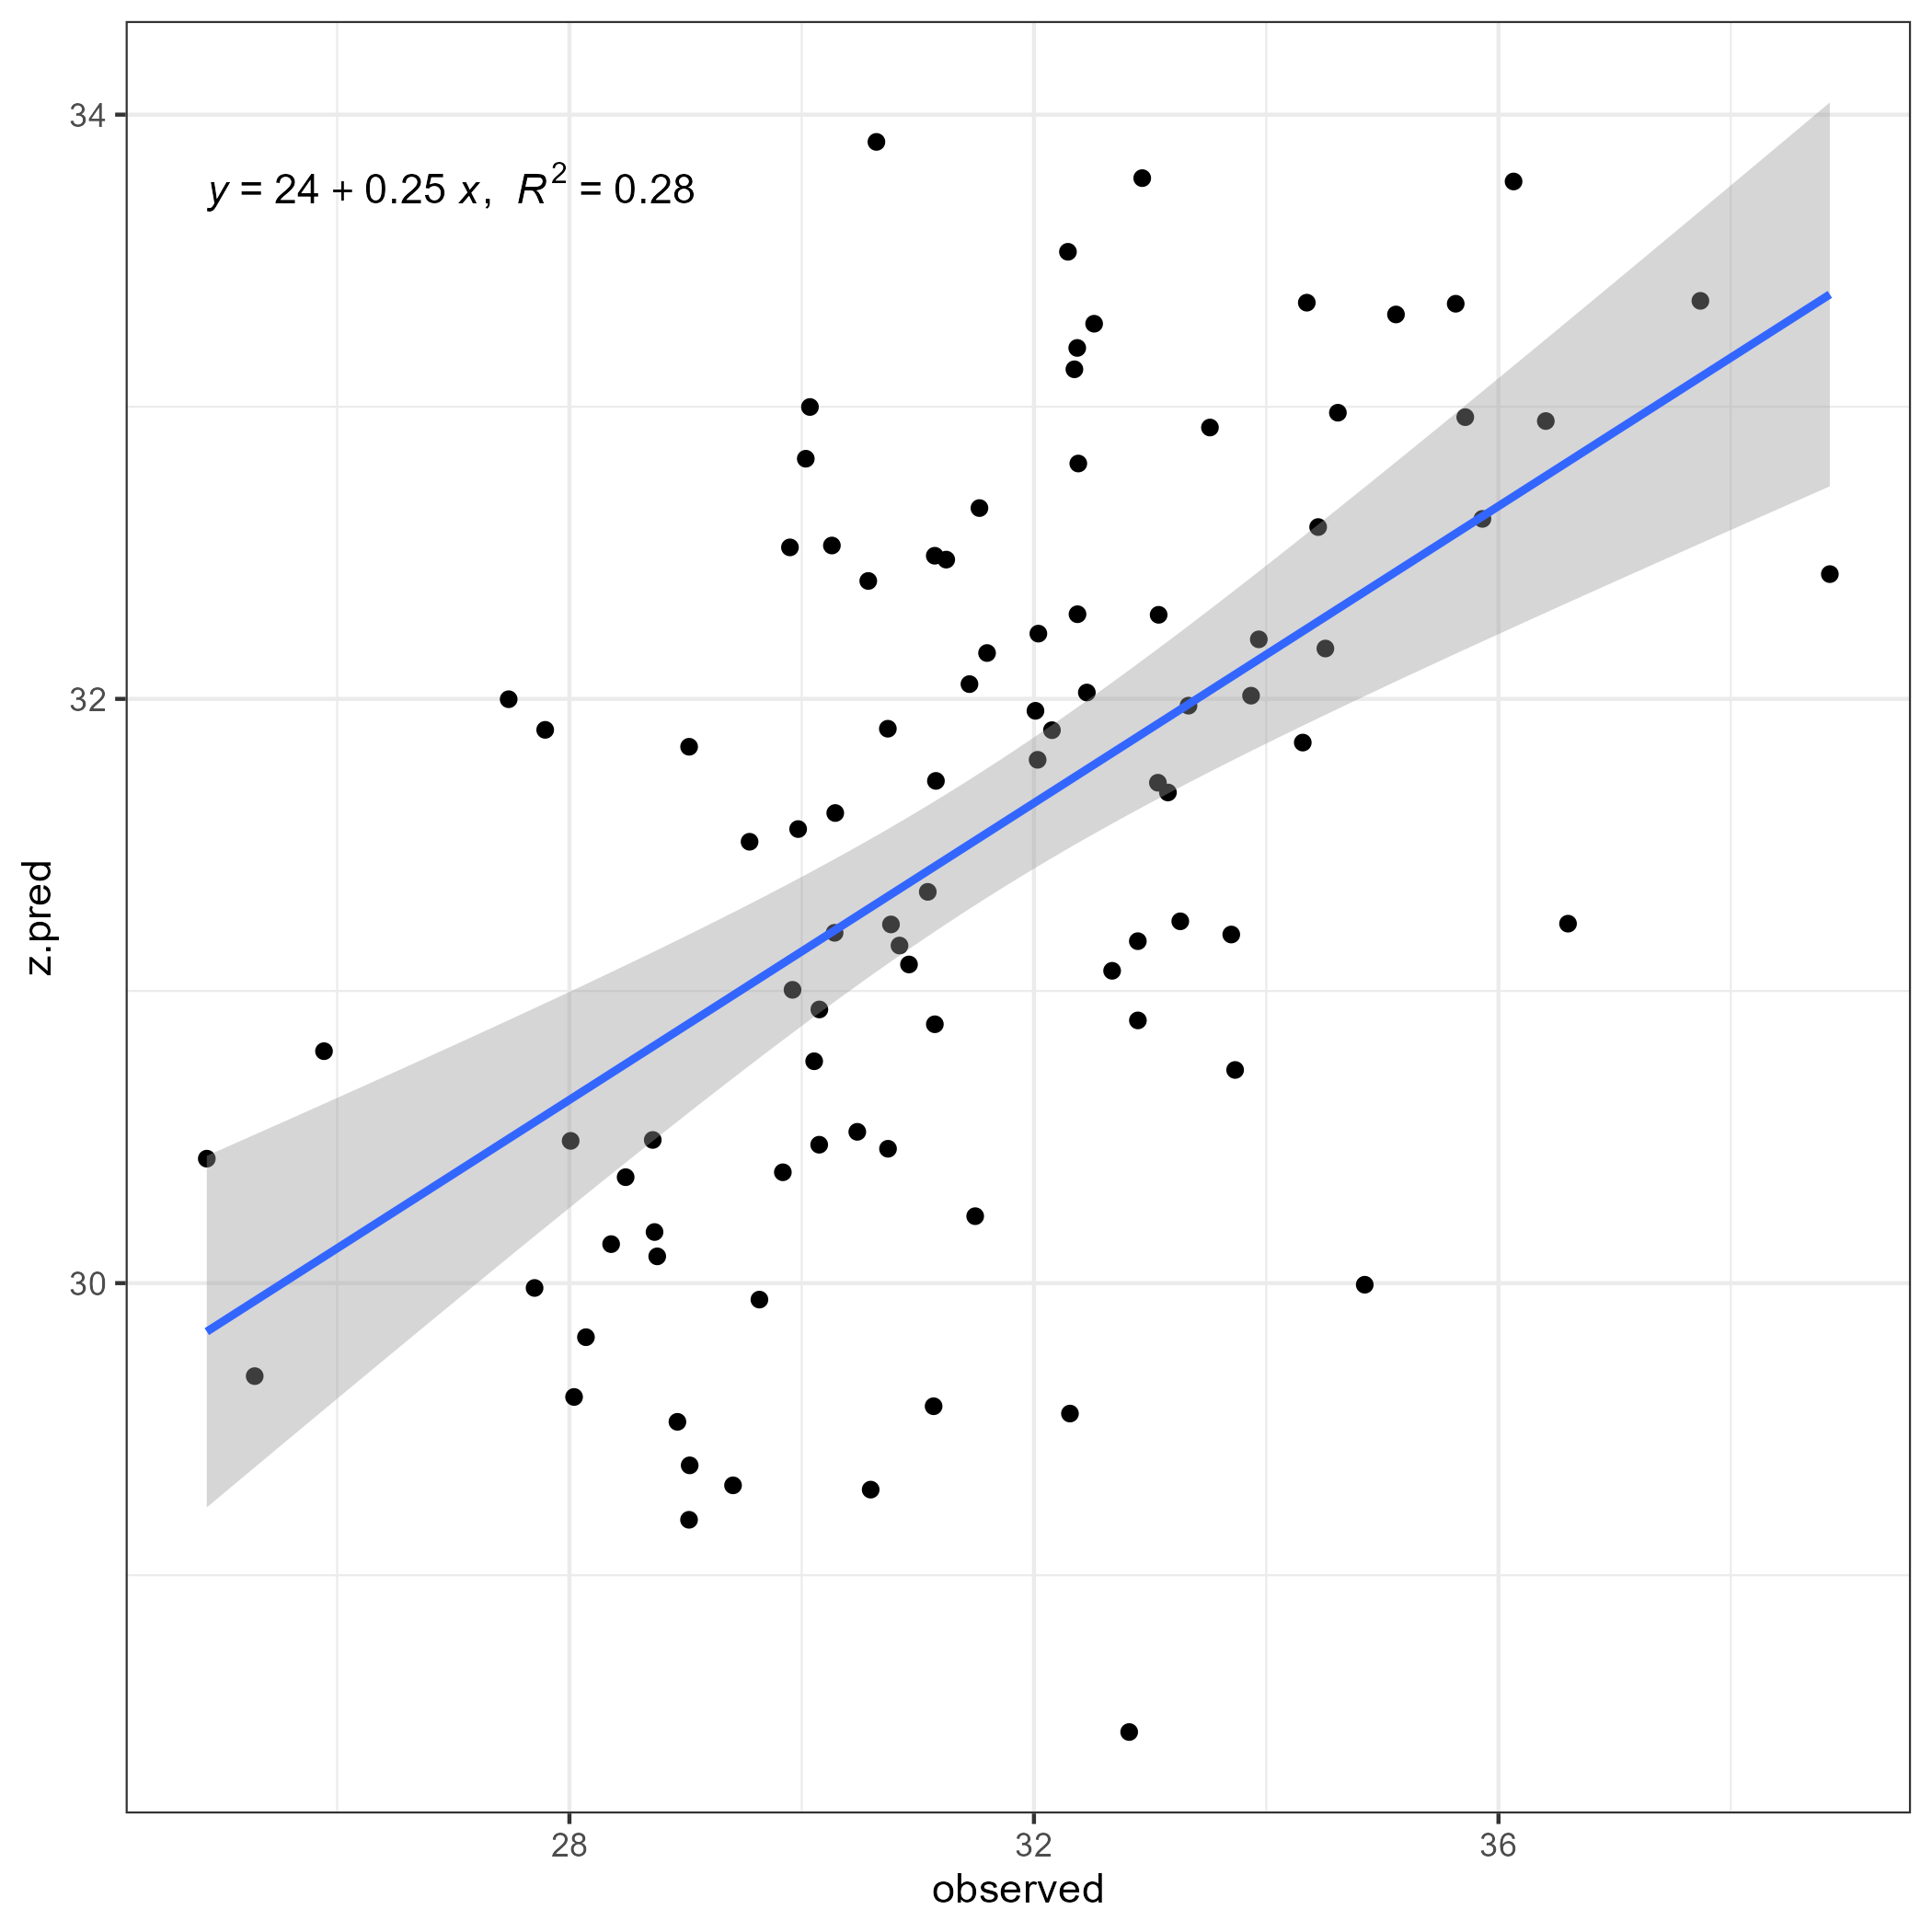 34
y = 24 + 0.25 x,  R² = 0.28
32
z.pred
30
28 32 36
observed